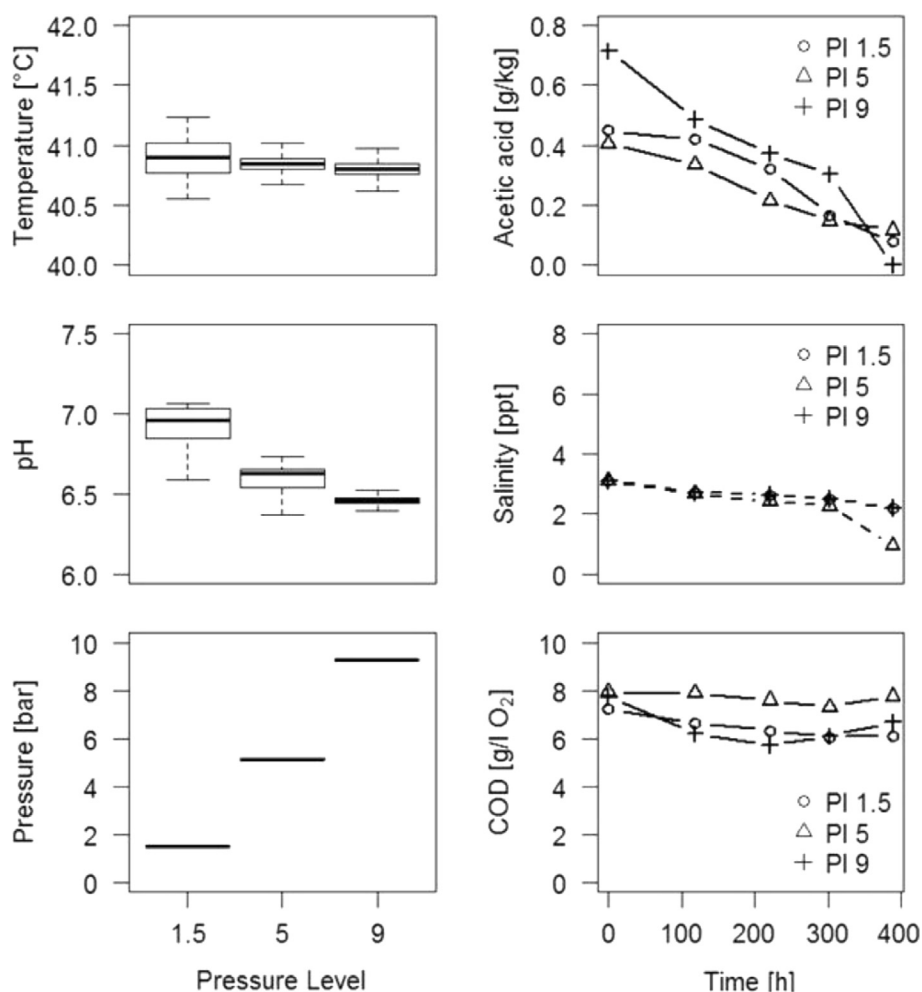 Temperature [°C]
42.0
41.5
41.0
40.5
40.0
Acetic acid [g/kg]
0.8
0.6
0.4
0.2
0.0
PI 1.5
PI 5
PI 9
pH
7.5
7.0
6.5
6.0
Salinity [ppt]
8
6
4
2
0
PI 1.5
PI 5
PI 9
Pressure [bar]
10
8
6
4
2
0
1.5 5 9
Pressure Level
COD [g/l O₂]
10
8
6
4
2
0
PI 1.5
PI 5
PI 9
0 100 200 300 400
Time [h]